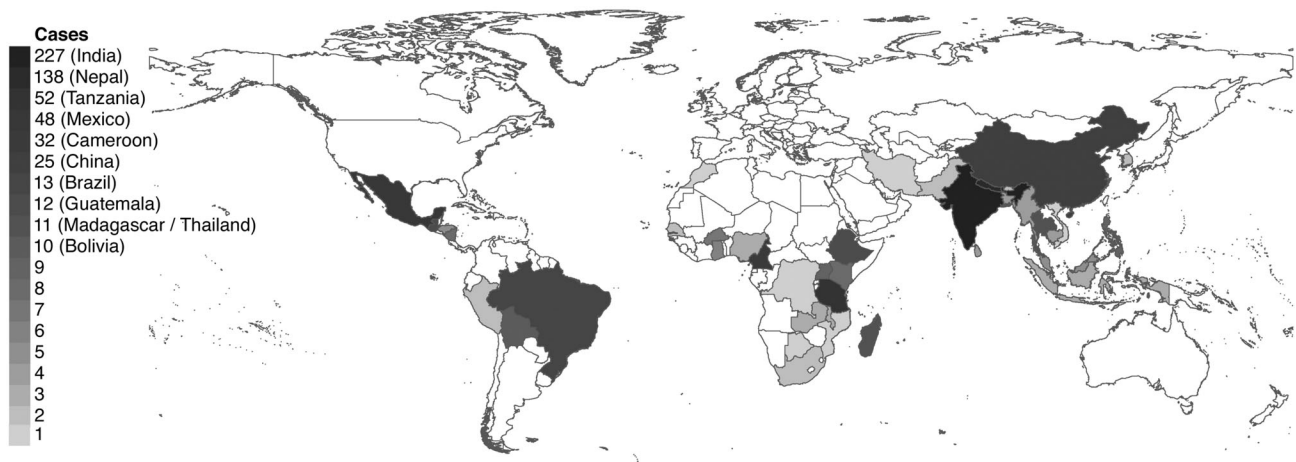 Cases
227 (India)
138 (Nepal)
52 (Tanzania)
48 (Mexico)
32 (Cameroon)
25 (China)
13 (Brazil)
12 (Guatemala)
11 (Madagascar / Thailand)
10 (Bolivia)
9
8
7
6
5
4
3
2
1